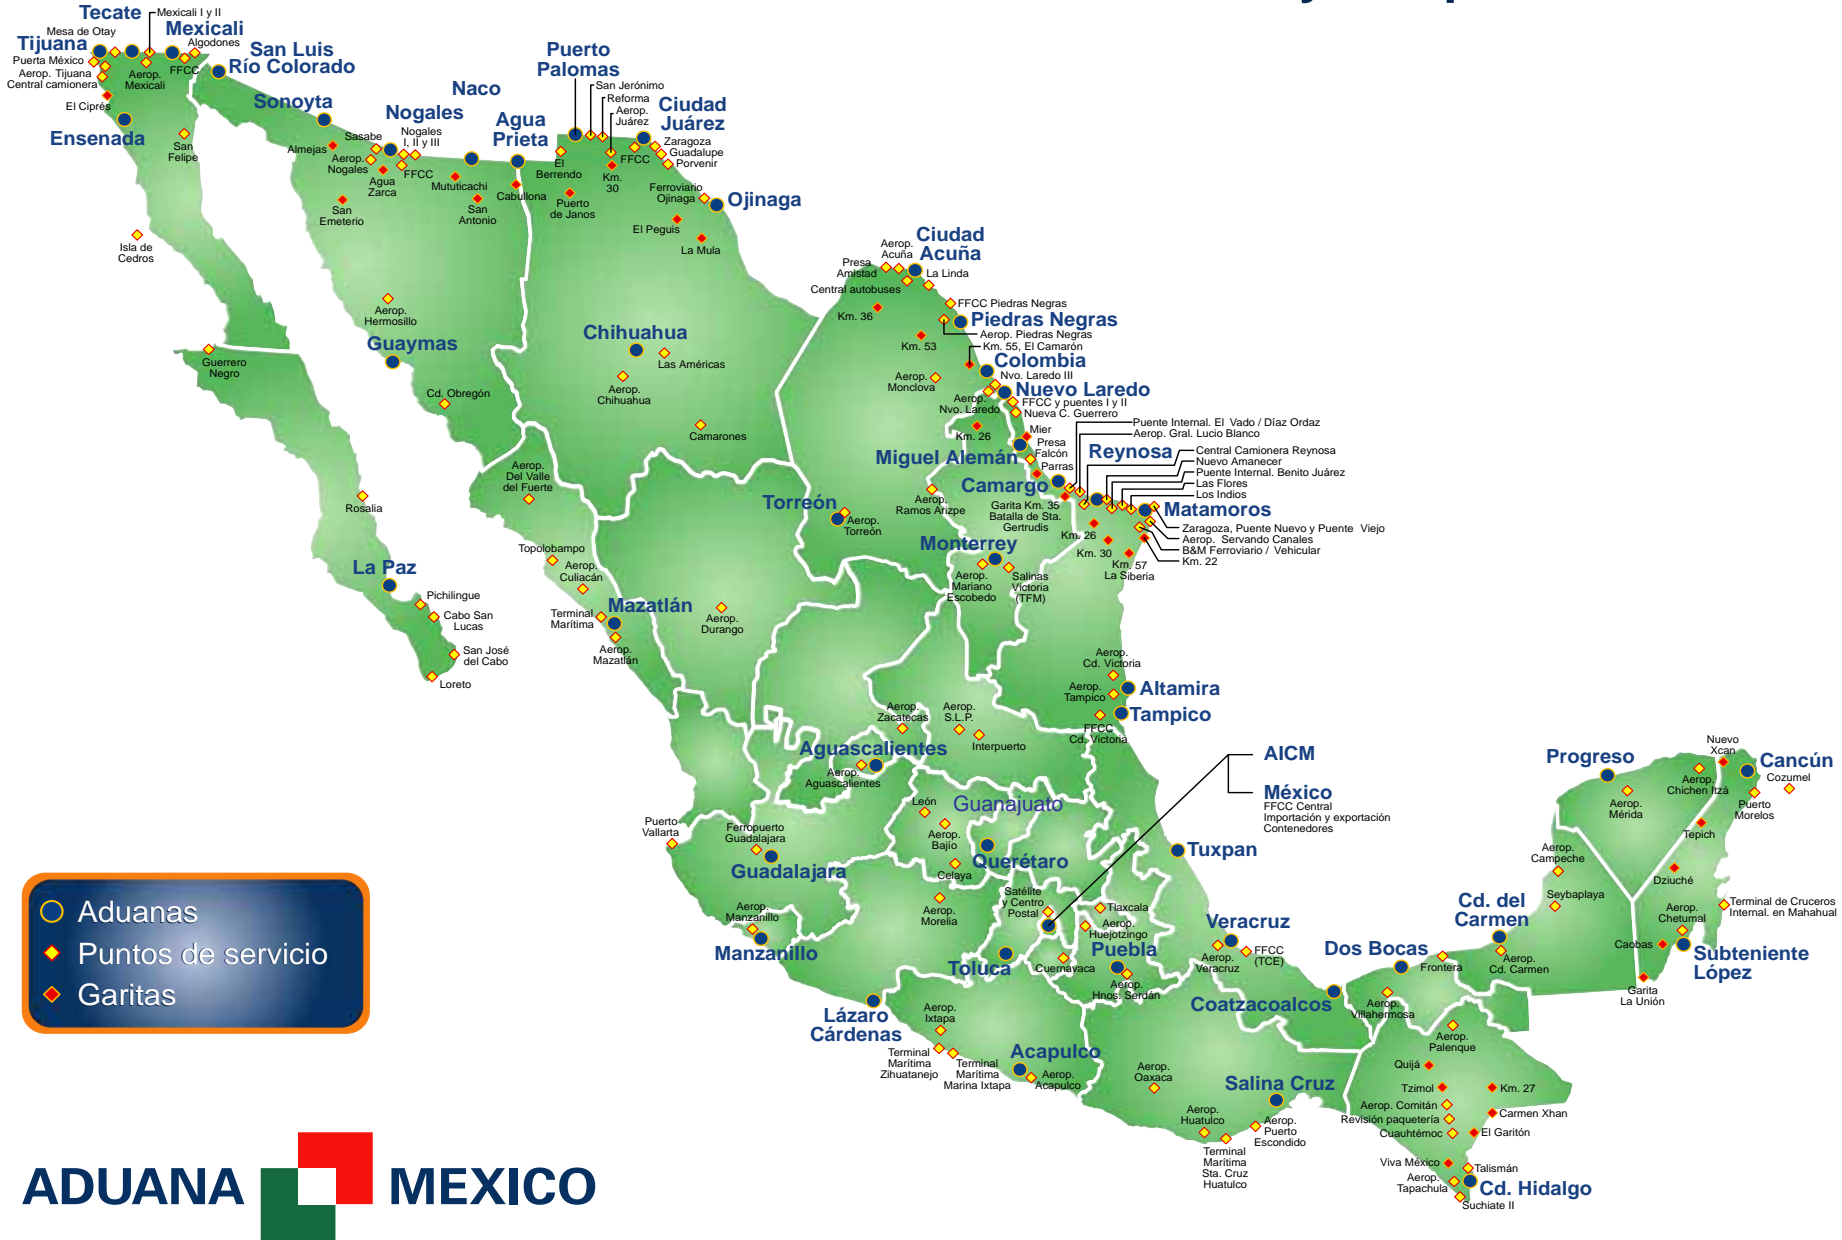 Tecate
Mexicali I y II
Mesa de Otay
Mexicali
Tijuana
Algodones
Puerta México
Aerop. Tijuana
Central camionera
Aerop.
Mexicali
FFCC
San Luis
Río Colorado
El Ciprés
Ensenada
San
Felipe
Isla de
Cedros
Sonoyta
Naco
Nogales
Nogales
I, II y III
Sasabe
Almejas
Aerop.
Nogales
Agua
Zarca
FFCC
San
Emeterio
Mututicachi
San
Antonio
Agua
Prieta
Cabullona
Puerto
Palomas
San Jerónimo
Reforma
Aerop.
Juárez
Ciudad
Juárez
Zaragoza
Guadalupe
Porvenir
FFCC
El
Berrendo
Km.
30
Puerto
de Janos
Ferroviario
Ojinaga
Ojinaga
El Peguis
La Mula
Aerop.
Hermosillo
Guaymas
Cd. Obregón
Guerrero
Negro
Chihuahua
Las Américas
Aerop.
Chihuahua
Camarones
Ciudad
Acuña
Aerop.
Acuña
Presa
Amistad
La Linda
Central autobuses
Km. 36
FFCC Piedras Negras
Piedras Negras
Aerop. Piedras Negras
Km. 53
Km. 55, El Camarón
Colombia
Nvo. Laredo III
Aerop.
Monclova
Nuevo Laredo
Aerop.
Nvo. Laredo
FFCC y puentes I y II
Nueva C. Guerrero
Km. 26
Mier
Puente Internal. El Vado / Díaz Ordaz
Aerop. Gral. Lucio Blanco
Presa
Falcón
Miguel Alemán
Parras
Reynosa
Central Camionera Reynosa
Nuevo Amanecer
Puente Internal. Benito Juárez
Las Flores
Los Indios
Camargo
Garita Km. 35
Batalla de Sta.
Gertrudis
Matamoros
Zaragoza, Puente Nuevo y Puente Viejo
Aerop. Servando Canales
B&M Ferroviario / Vehicular
Km. 22
Km. 26
Km. 30
Km. 57
La Siberia
Aerop.
Ramos Arizpe
Torreón
Aerop.
Torreón
Monterrey
Aerop.
Mariano
Escobedo
Salinas
Victoria
(TFM)
Aerop.
Del Valle
del Fuerte
Rosalia
Topolobampo
Aerop.
Culiacán
La Paz
Pichilingue
Cabo San
Lucas
San José
del Cabo
Loreto
Terminal
Marítima
Mazatlán
Aerop.
Mazatlán
Aerop.
Durango
Aerop.
Cd. Victoria
Aerop.
Tampico
Altamira
Tampico
FFCC
Cd. Victoria
Aerop.
Zacatecas
Aerop.
S.L.P.
Interpuerto
Aguascalientes
Aerop.
Aguascalientes
AICM
México
FFCC Central
Importación y exportación
Contenedores
León
Guanajuato
Aerop.
Bajío
Querétaro
Celaya
Puerto
Vallarta
Ferropuerto
Guadalajara
Guadalajara
Tuxpan
Aerop.
Morelia
Satélite
y Centro
Postal
Tlaxcala
Aerop.
Huejotzingo
Aerop.
Manzanillo
Manzanillo
Toluca
Cuernavaca
Puebla
Aerop.
Hnos. Serdán
Veracruz
Aerop.
Veracruz
FFCC
(TCE)
Coatzacoalcos
Lázaro
Cárdenas
Aerop.
Ixtapa
Terminal
Marítima
Zihuatanejo
Terminal
Marítima
Marina Ixtapa
Acapulco
Aerop.
Acapulco
Aerop.
Oaxaca
Salina Cruz
Aerop.
Huatulco
Terminal
Marítima
Sta. Cruz
Huatulco
Aerop.
Puerto
Escondido
Dos Bocas
Frontera
Aerop.
Villahermosa
Cd. del
Carmen
Aerop.
Cd. Carmen
Progreso
Aerop.
Mérida
Nuevo
Xcan
Aerop.
Chichen Itzá
Cancún
Cozumel
Puerto
Morelos
Tepich
Aerop.
Campeche
Seybaplaya
Dziuché
Aerop.
Chetumal
Terminal de Cruceros
Internal. en Mahahual
Caobas
Subteniente
López
Garita
La Unión
Aerop.
Palenque
Quijá
Tzimol
Km. 27
Aerop. Comitán
Revisión paquetería
Cuauhtémoc
Carmen Xhan
El Garitón
Viva México
Talismán
Aerop.
Tapachula
Cd. Hidalgo
Suchiate II
Aduanas
Puntos de servicio
Garitas
ADUANA MEXICO